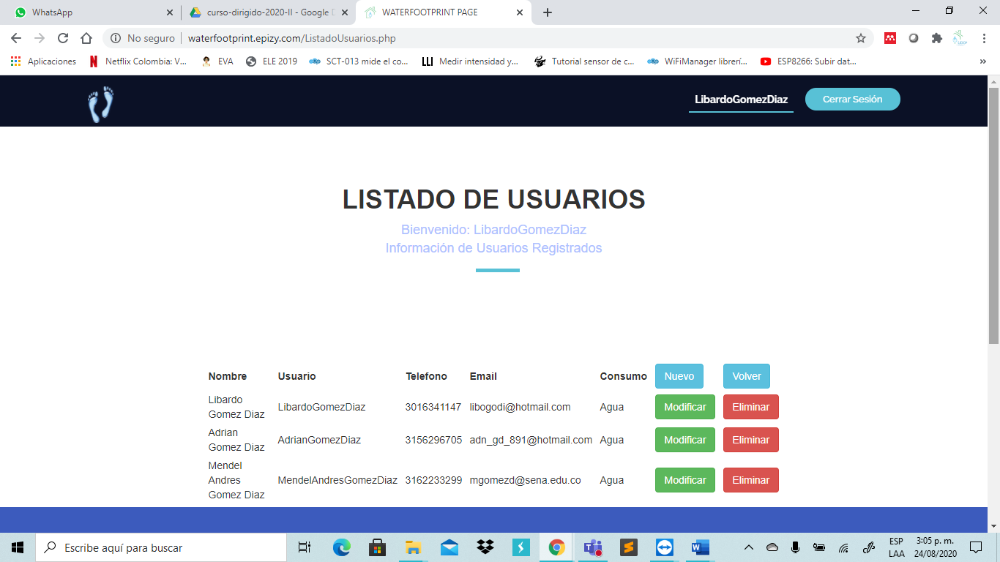 WhatsApp
curso-dirigido-2020-II - Google D
WATERFOOTPRINT PAGE
No seguro
waterfootprint.epizy.com/ListadoUsuarios.php
Aplicaciones
Netflix Colombia: V...
EVA
ELE 2019
SCT-013 mide el co...
Medir intensidad y...
Tutorial sensor de c...
WiFiManager librerí...
ESP8266: Subir dat...
LibardoGomezDiaz
Cerrar Sesión
LISTADO DE USUARIOS
Bienvenido: LibardoGomezDiaz
Información de Usuarios Registrados
Nombre Usuario Telefono Email Consumo Nuevo Volver
Libardo
Gomez Diaz LibardoGomezDiaz 3016341147 libogodi@hotmail.com Agua Modificar Eliminar
Adrian
Gomez Diaz AdrianGomezDiaz 3156296705 adn_gd_891@hotmail.com Agua Modificar Eliminar
Mendel
Andres
Gomez Diaz MendelAndresGomezDiaz 3162233299 mgomezd@sena.edu.co Agua Modificar Eliminar
Escribe aquí para buscar
ESP
LAA
3:05 p. m.
24/08/2020